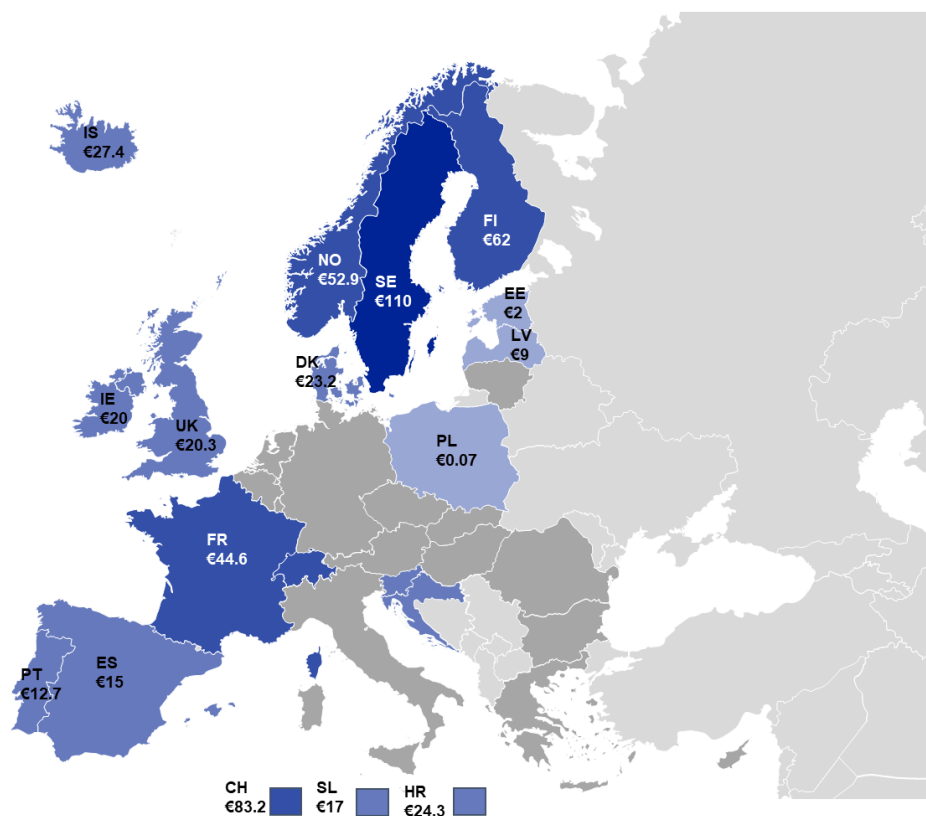 IS
€27.4
FI
€62
NO
€52.9
SE
€110
EE
€2
LV
€9
DK
€23.2
IE
€20
UK
€20.3
PL
€0.07
FR
€44.6
PT
€12.7
ES
€15
CH
€83.2
SL
€17
HR
€24.3